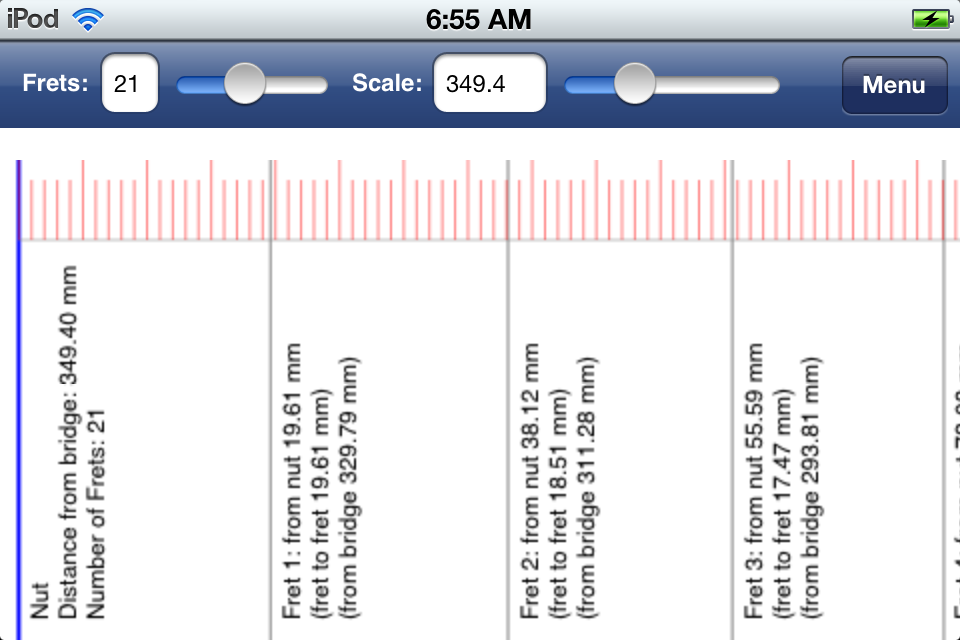 iPod
6:55 AM
Frets:
21
Scale:
349.4
Menu
Nut
Distance from bridge: 349.40 mm
Number of Frets: 21
Fret 1: from nut 19.61 mm
(fret to fret 19.61 mm)
(from bridge 329.79 mm)
Fret 2: from nut 38.12 mm
(fret to fret 18.51 mm)
(from bridge 311.28 mm)
Fret 3: from nut 55.59 mm
(fret to fret 17.47 mm)
(from bridge 293.81 mm)